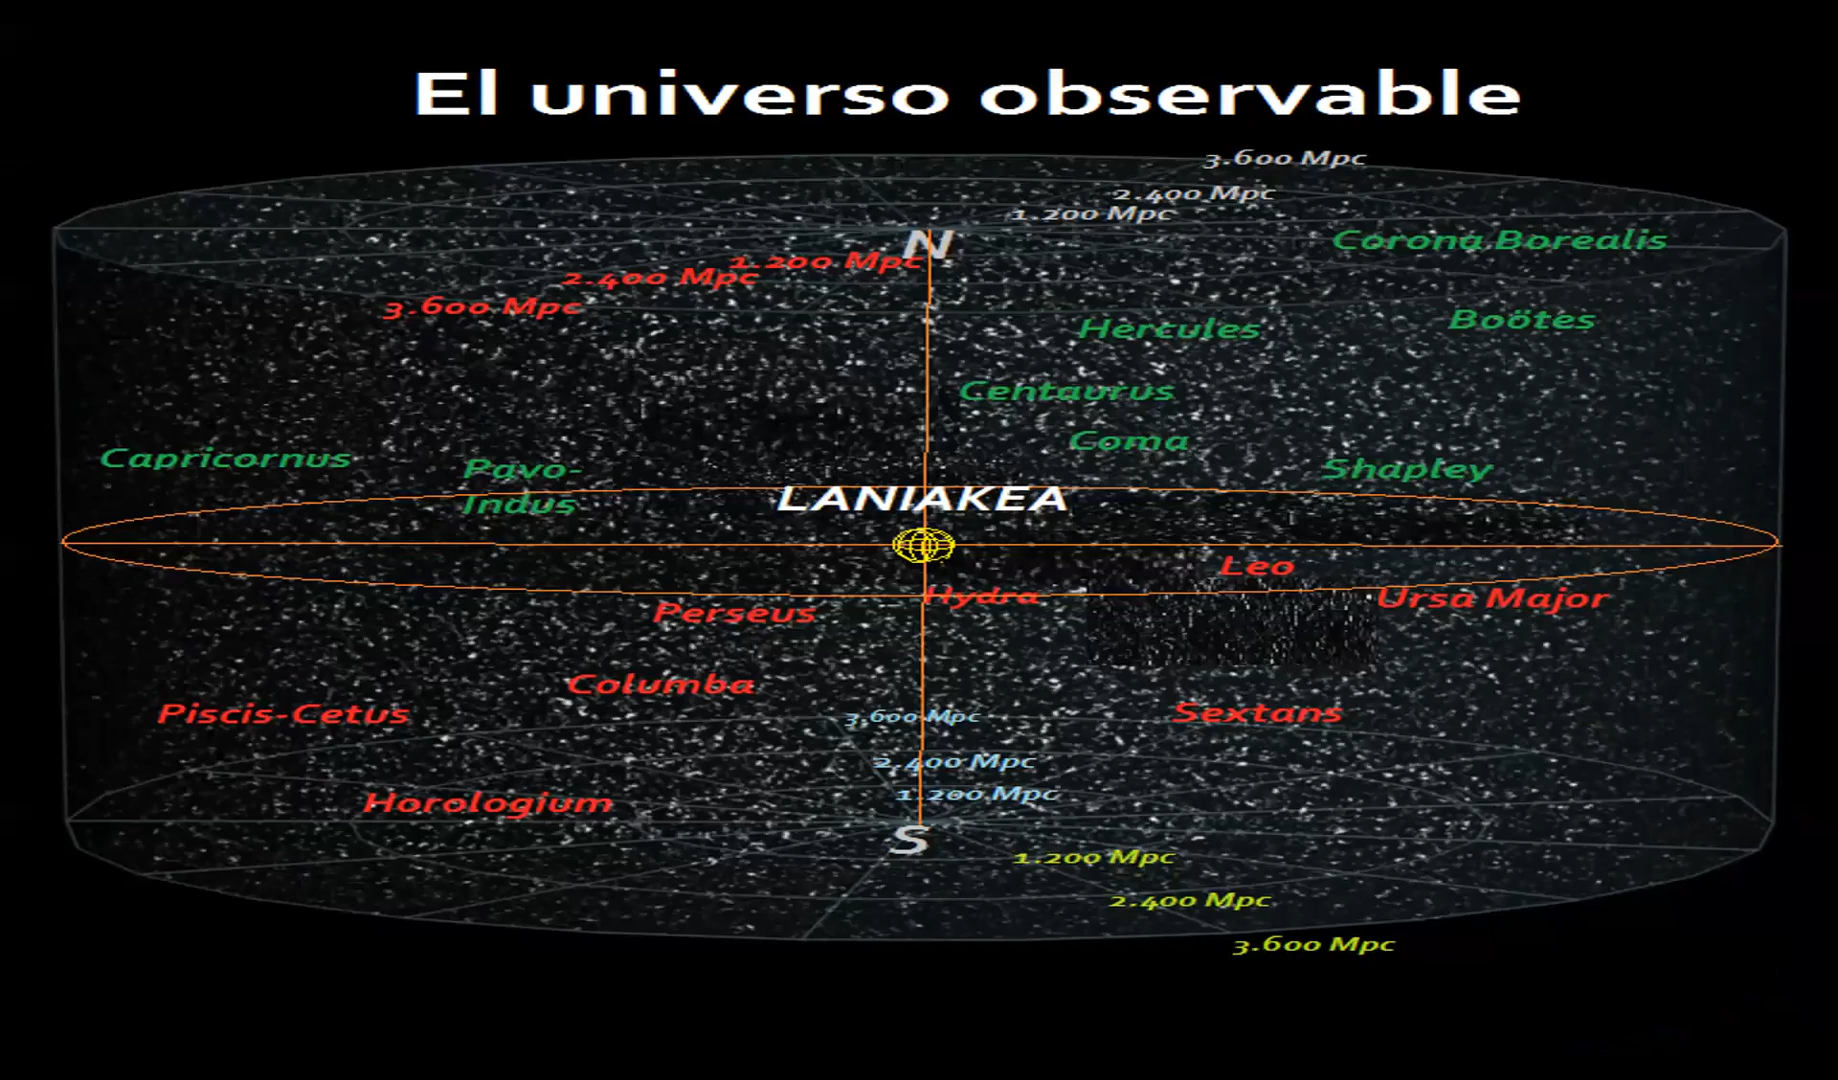 El universo observable
3.600 Mpc
2.400 Mpc
1.200 Mpc
N
Corona Borealis
1.200 Mpc
2.400 Mpc
3.600 Mpc
Hercules
Boötes
Centaurus
Coma
Capricornus
Pavo-
Indus
Shapley
LANIAKEA
Leo
Hydra
Ursa Major
Perseus
Columba
Piscis-Cetus
Sextans
3.600 Mpc
2.400 Mpc
1.200 Mpc
Horologium
S
1.200 Mpc
2.400 Mpc
3.600 Mpc